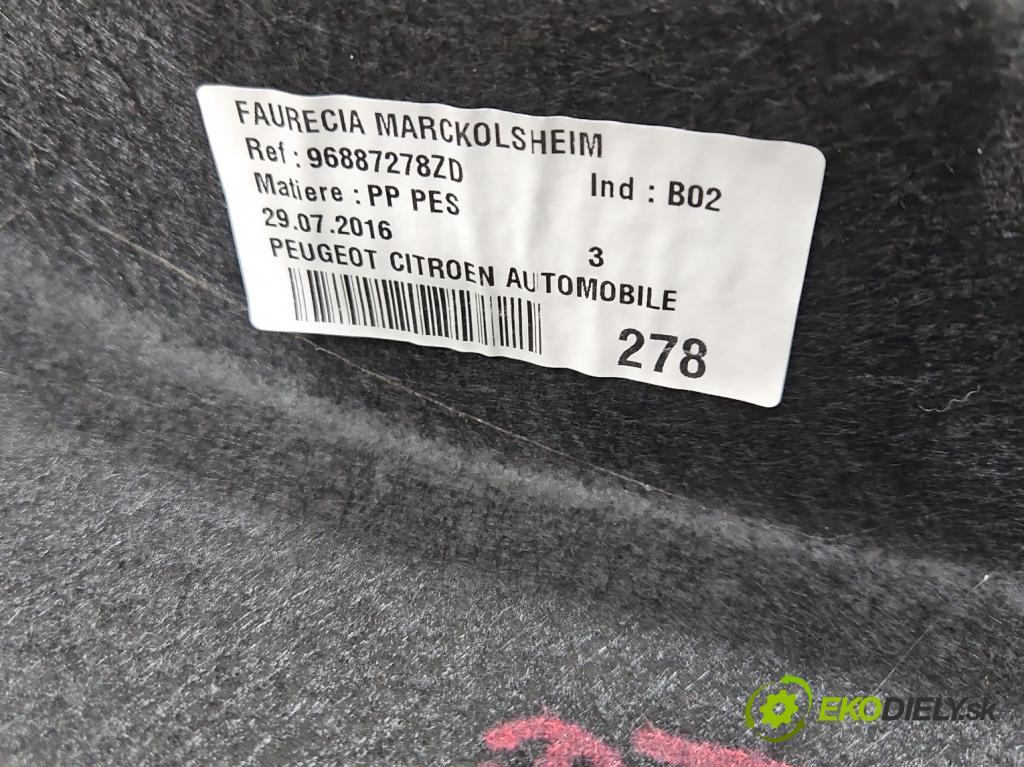 FAURECIA MARCKOLSHEIM
Ref : 96887278ZD
Ind : B02
Matiere : PP PES
29.07.2016
3
PEUGEOT CITROEN AUTOMOBILE
278
EKODIELY.sk